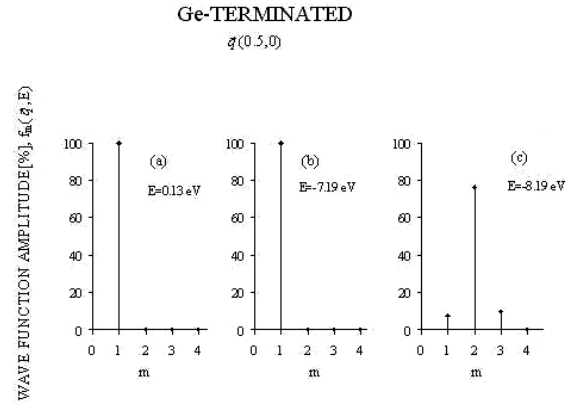 Ge-TERMINATED
q⃗(0.5,0)
WAVE FUNCTION AMPLITUDE[%], fm(q⃗,E)
100
80
60
40
20
0
0 1 2 3 4
m
(a)
E=0.13 eV
100
80
60
40
20
0
0 1 2 3 4
m
(b)
E=-7.19 eV
100
80
60
40
20
0
0 1 2 3 4
m
(c)
E=-8.19 eV